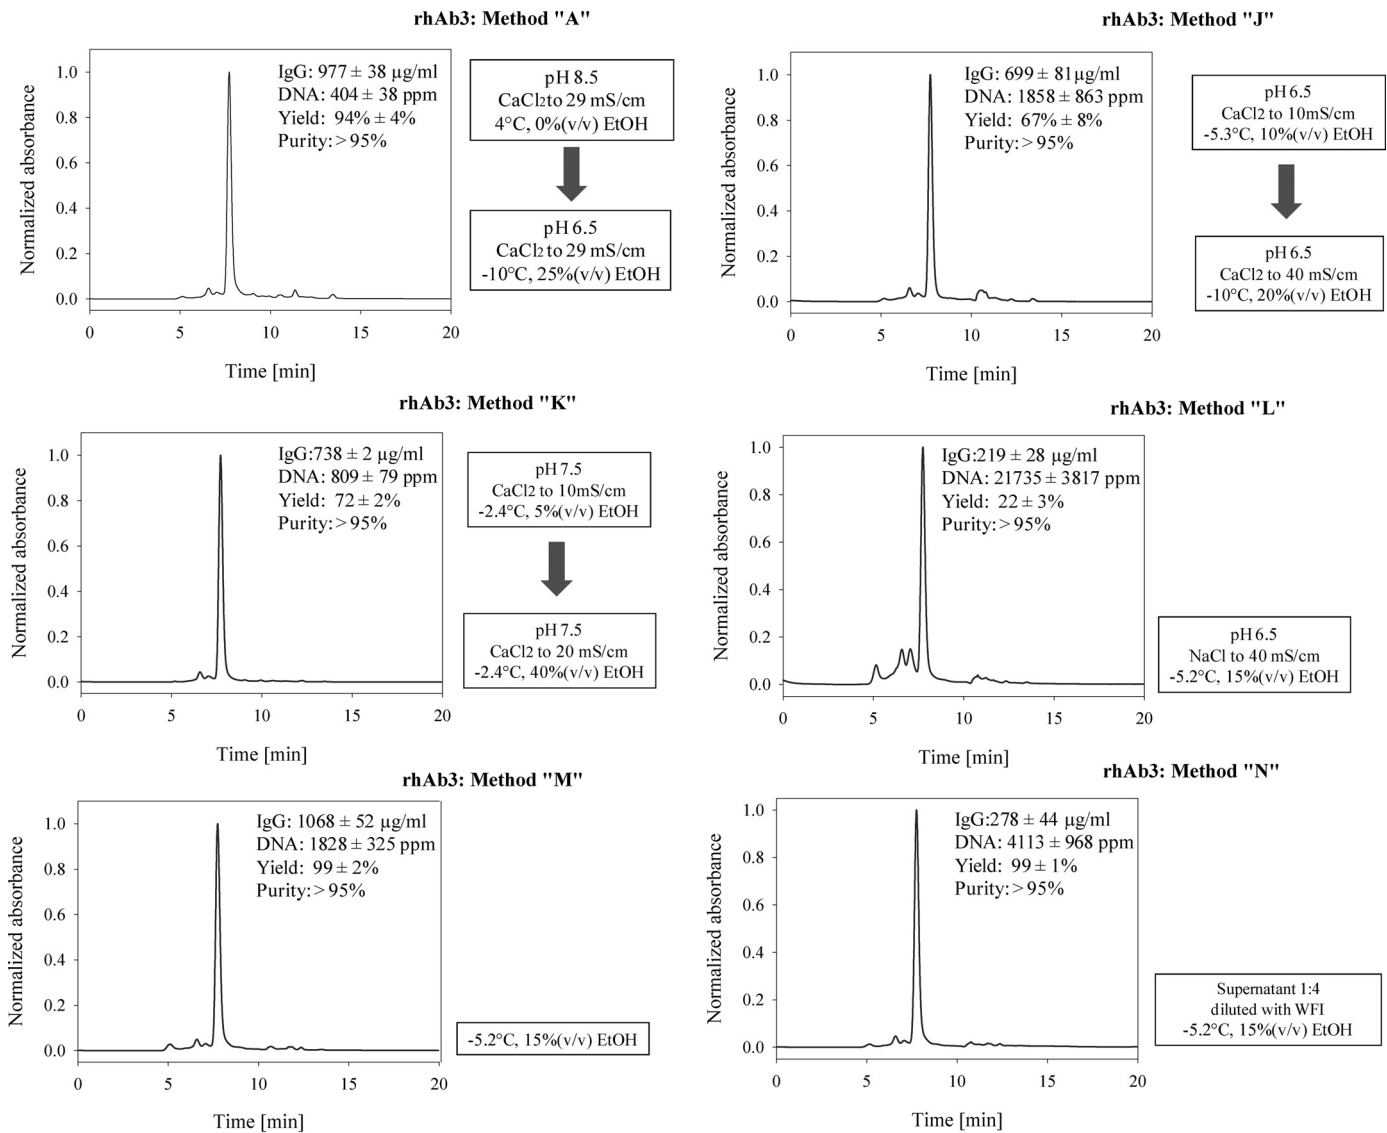 rhAb3: Method "A"
Normalized absorbance
1.0
0.8
0.6
0.4
0.2
0.0
0
5
10
15
20
Time [min]
IgG: 977 ± 38 µg/ml
DNA: 404 ± 38 ppm
Yield: 94% ± 4%
Purity: > 95%
pH 8.5
CaCl2 to 29 mS/cm
4°C, 0%(v/v) EtOH
pH 6.5
CaCl2 to 29 mS/cm
-10°C, 25%(v/v) EtOH
rhAb3: Method "J"
Normalized absorbance
1.0
0.8
0.6
0.4
0.2
0.0
0
5
10
15
20
Time [min]
IgG: 699 ± 81µg/ml
DNA: 1858 ± 863 ppm
Yield: 67% ± 8%
Purity: > 95%
pH 6.5
CaCl2 to 10mS/cm
-5.3°C, 10%(v/v) EtOH
pH 6.5
CaCl2 to 40 mS/cm
-10°C, 20%(v/v) EtOH
rhAb3: Method "K"
Normalized absorbance
1.0
0.8
0.6
0.4
0.2
0.0
0
5
10
15
20
Time [min]
IgG:738 ± 2 µg/ml
DNA: 809 ± 79 ppm
Yield: 72 ± 2%
Purity: > 95%
pH 7.5
CaCl2 to 10mS/cm
-2.4°C, 5%(v/v) EtOH
pH 7.5
CaCl2 to 20 mS/cm
-2.4°C, 40%(v/v) EtOH
rhAb3: Method "L"
Normalized absorbance
1.0
0.8
0.6
0.4
0.2
0.0
0
5
10
15
20
Time [min]
IgG:219 ± 28 µg/ml
DNA: 21735 ± 3817 ppm
Yield: 22 ± 3%
Purity: > 95%
pH 6.5
NaCl to 40 mS/cm
-5.2°C, 15%(v/v) EtOH
rhAb3: Method "M"
Normalized absorbance
1.0
0.8
0.6
0.4
0.2
0.0
0
5
10
15
20
Time [min]
IgG: 1068 ± 52 µg/ml
DNA: 1828 ± 325 ppm
Yield: 99 ± 2%
Purity: > 95%
-5.2°C, 15%(v/v) EtOH
rhAb3: Method "N"
Normalized absorbance
1.0
0.8
0.6
0.4
0.2
0.0
0
5
10
15
20
Time [min]
IgG:278 ± 44 µg/ml
DNA: 4113 ± 968 ppm
Yield: 99 ± 1%
Purity: > 95%
Supernatant 1:4
diluted with WFI
-5.2°C, 15%(v/v) EtOH